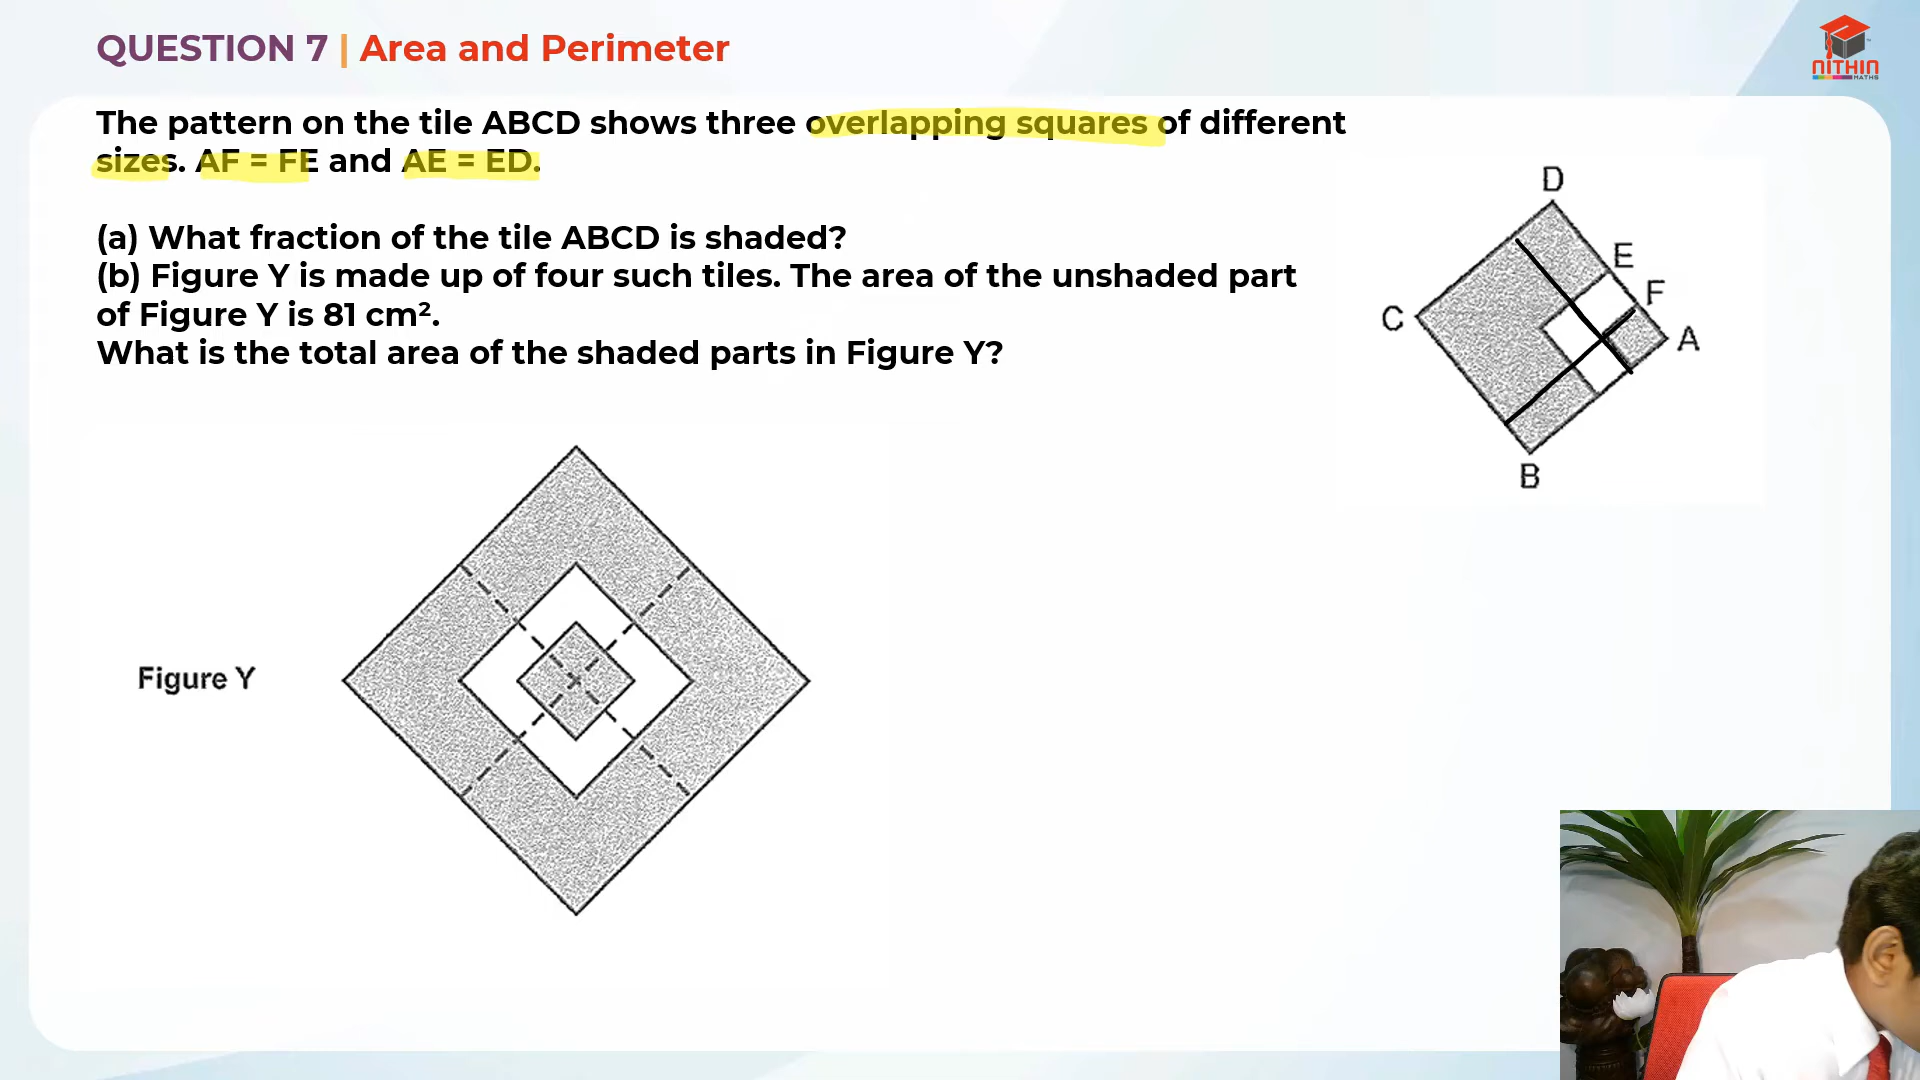 QUESTION 7 | Area and Perimeter
NITHIN
MATHS
The pattern on the tile ABCD shows three overlapping squares of different
sizes. AF = FE and AE = ED.
(a) What fraction of the tile ABCD is shaded?
(b) Figure Y is made up of four such tiles. The area of the unshaded part
of Figure Y is 81 cm².
What is the total area of the shaded parts in Figure Y?
D
E
F
C
A
B
Figure Y